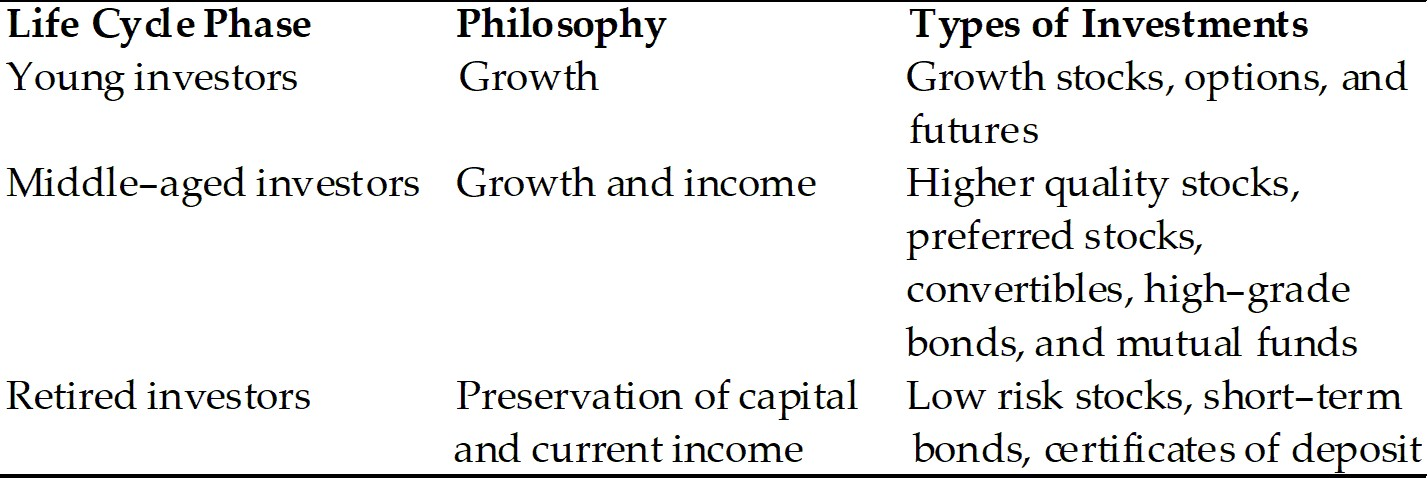 Life Cycle Phase Philosophy Types of Investments
Young investors Growth Growth stocks, options, and
futures
Middle–aged investors Growth and income Higher quality stocks,
preferred stocks,
convertibles, high–grade
bonds, and mutual funds
Retired investors Preservation of capital Low risk stocks, short–term
and current income bonds, certificates of deposit